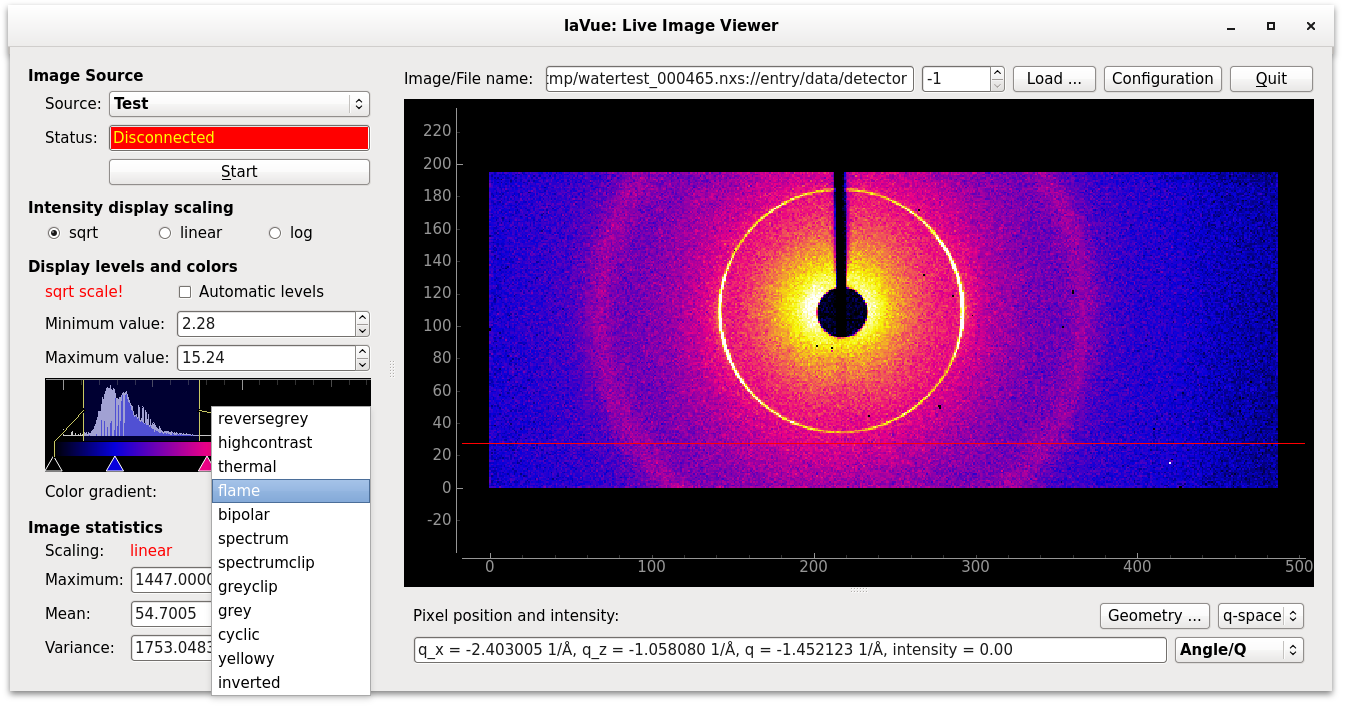 laVue: Live Image Viewer
Image Source
Source: Test
Status: Disconnected
Start
Intensity display scaling
sqrt linear log
Display levels and colors
sqrt scale! Automatic levels
Minimum value: 2.28
Maximum value: 15.24
Color gradient:
reversegrey
highcontrast
thermal
flame
bipolar
spectrum
spectrumclip
greyclip
grey
cyclic
yellowy
inverted
Image statistics
Scaling: linear
Maximum: 1447.0000
Mean: 54.7005
Variance: 1753.0483
Image/File name: tmp/watertest_000465.nxs://entry/data/detector -1 Load ... Configuration Quit
220
200
180
160
140
120
100
80
60
40
20
0
-20
0 100 200 300 400 500
Pixel position and intensity: Geometry ... q-space
q_x = -2.403005 1/Å, q_z = -1.058080 1/Å, q = -1.452123 1/Å, intensity = 0.00 Angle/Q